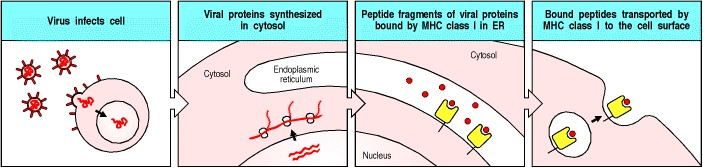 Virus infects cell
Viral proteins synthesized
in cytosol
Cytosol
Endoplasmic
reticulum
Peptide fragments of viral proteins
bound by MHC class I in ER
Cytosol
Nucleus
Bound peptides transported by
MHC class I to the cell surface